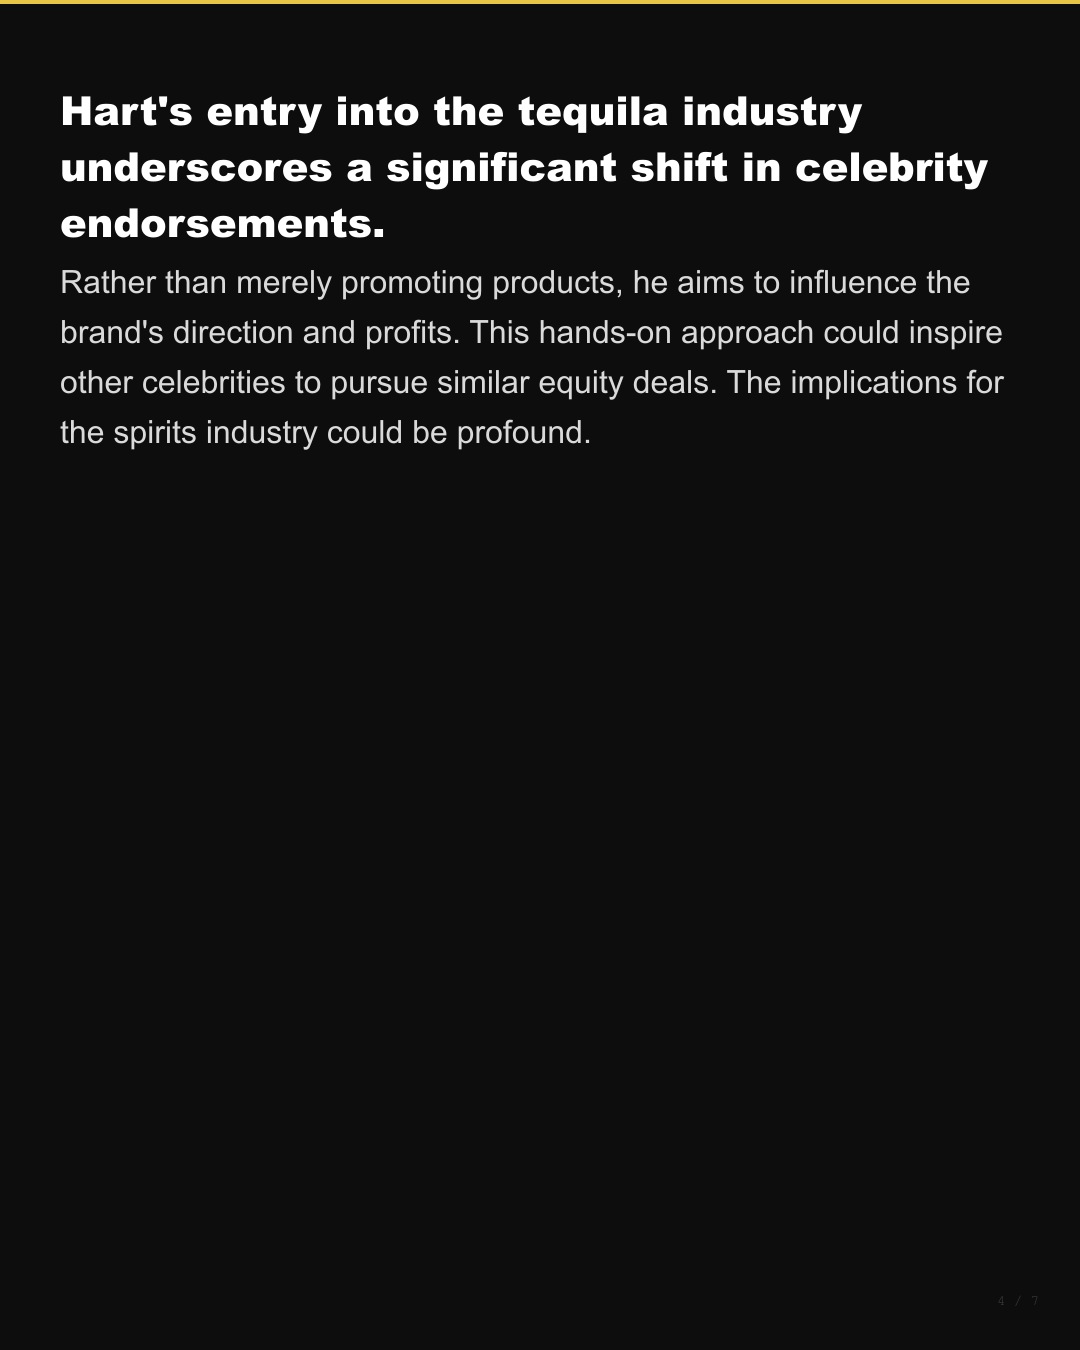 Hart's entry into the tequila industry
underscores a significant shift in celebrity
endorsements.
Rather than merely promoting products, he aims to influence the
brand's direction and profits. This hands-on approach could inspire
other celebrities to pursue similar equity deals. The implications for
the spirits industry could be profound.
4 / 7